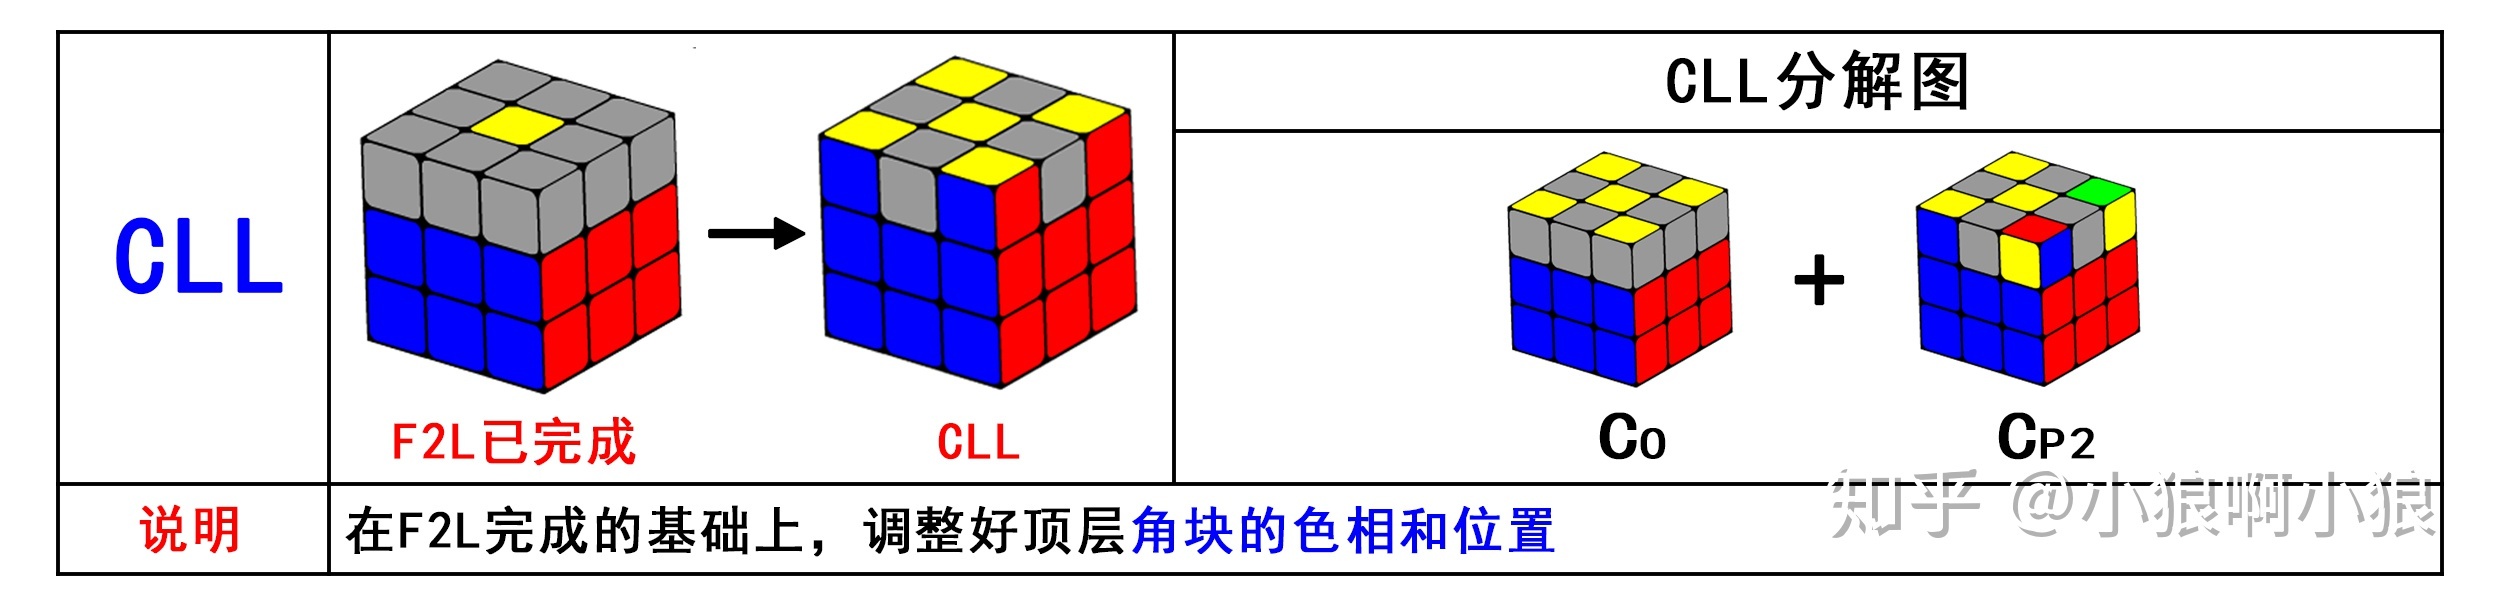 CLL
F2L已完成
CLL
CLL分解图
+
CO
CP2
说明
在F2L完成的基础上，调整好顶层角块的色相和位置
知乎 @小狼啊小狼